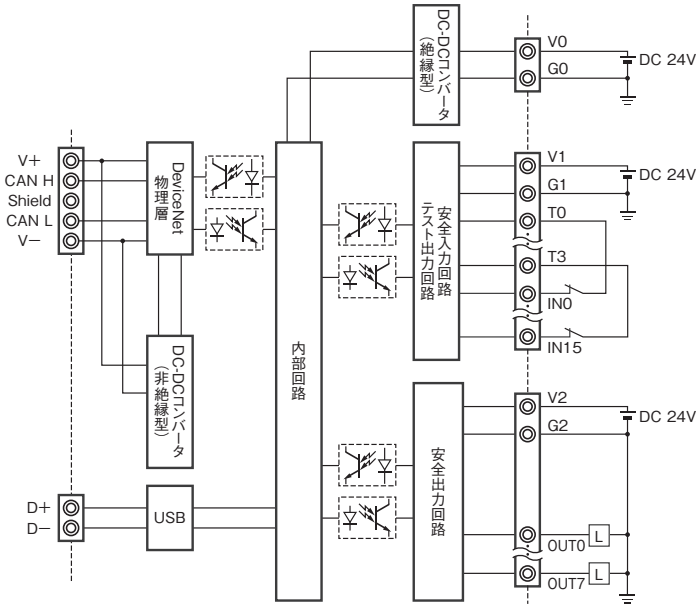 DC-DCコンバータ
(絶縁型)
V0
G0
DC 24V
V+
CAN H
Shield
CAN L
V−
DeviceNet
物理層
DC-DCコンバータ
(非絶縁型)
D+
D−
USB
内部回路
安全入力回路
テスト出力回路
V1
G1
T0
T3
IN0
IN15
DC 24V
安全出力回路
V2
G2
OUT0
L
OUT7
L
DC 24V